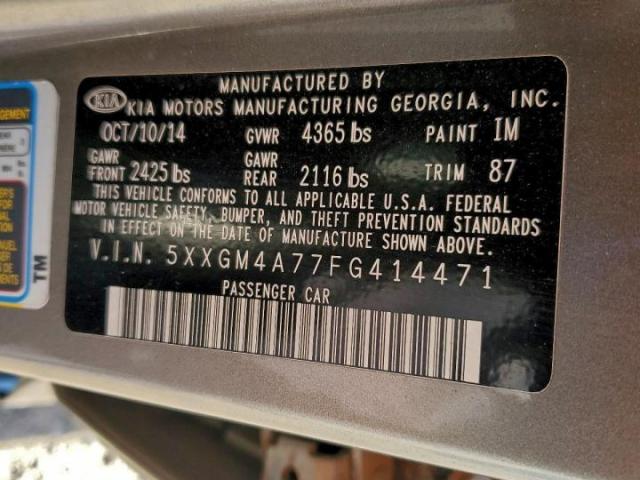 MANUFACTURED BY
KIA KIA MOTORS MANUFACTURING GEORGIA, INC.
OCT/10/14 GVWR 4365 lbs PAINT IM
GAWR FRONT 2425 lbs GAWR REAR 2116 lbs TRIM 87
THIS VEHICLE CONFORMS TO ALL APPLICABLE U.S.A. FEDERAL
MOTOR VEHICLE SAFETY, BUMPER, AND THEFT PREVENTION STANDARDS
IN EFFECT ON THE DATE OF MANUFACTURE SHOWN ABOVE.
V.I.N. 5XXGM4A77FG414471
PASSENGER CAR
TM